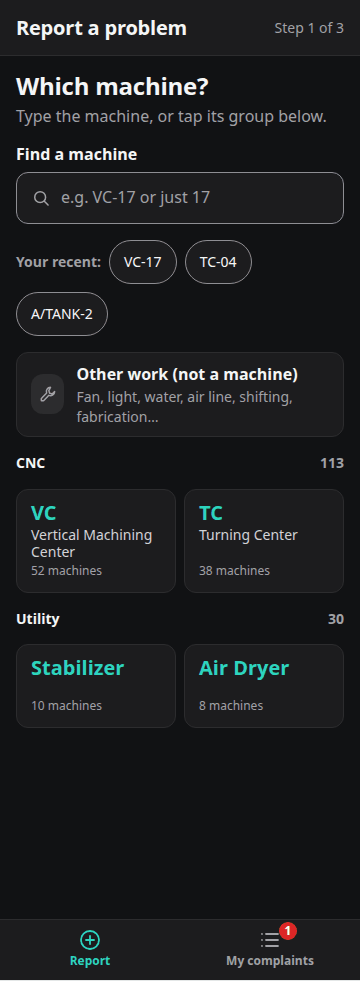 Report a problem
Step 1 of 3
Which machine?
Type the machine, or tap its group below.
Find a machine
e.g. VC-17 or just 17
Your recent: VC-17 TC-04
A/TANK-2
Other work (not a machine)
Fan, light, water, air line, shifting,
fabrication...
CNC 113
VC
Vertical Machining
Center
52 machines
TC
Turning Center
38 machines
Utility 30
Stabilizer
10 machines
Air Dryer
8 machines
Report
1
My complaints